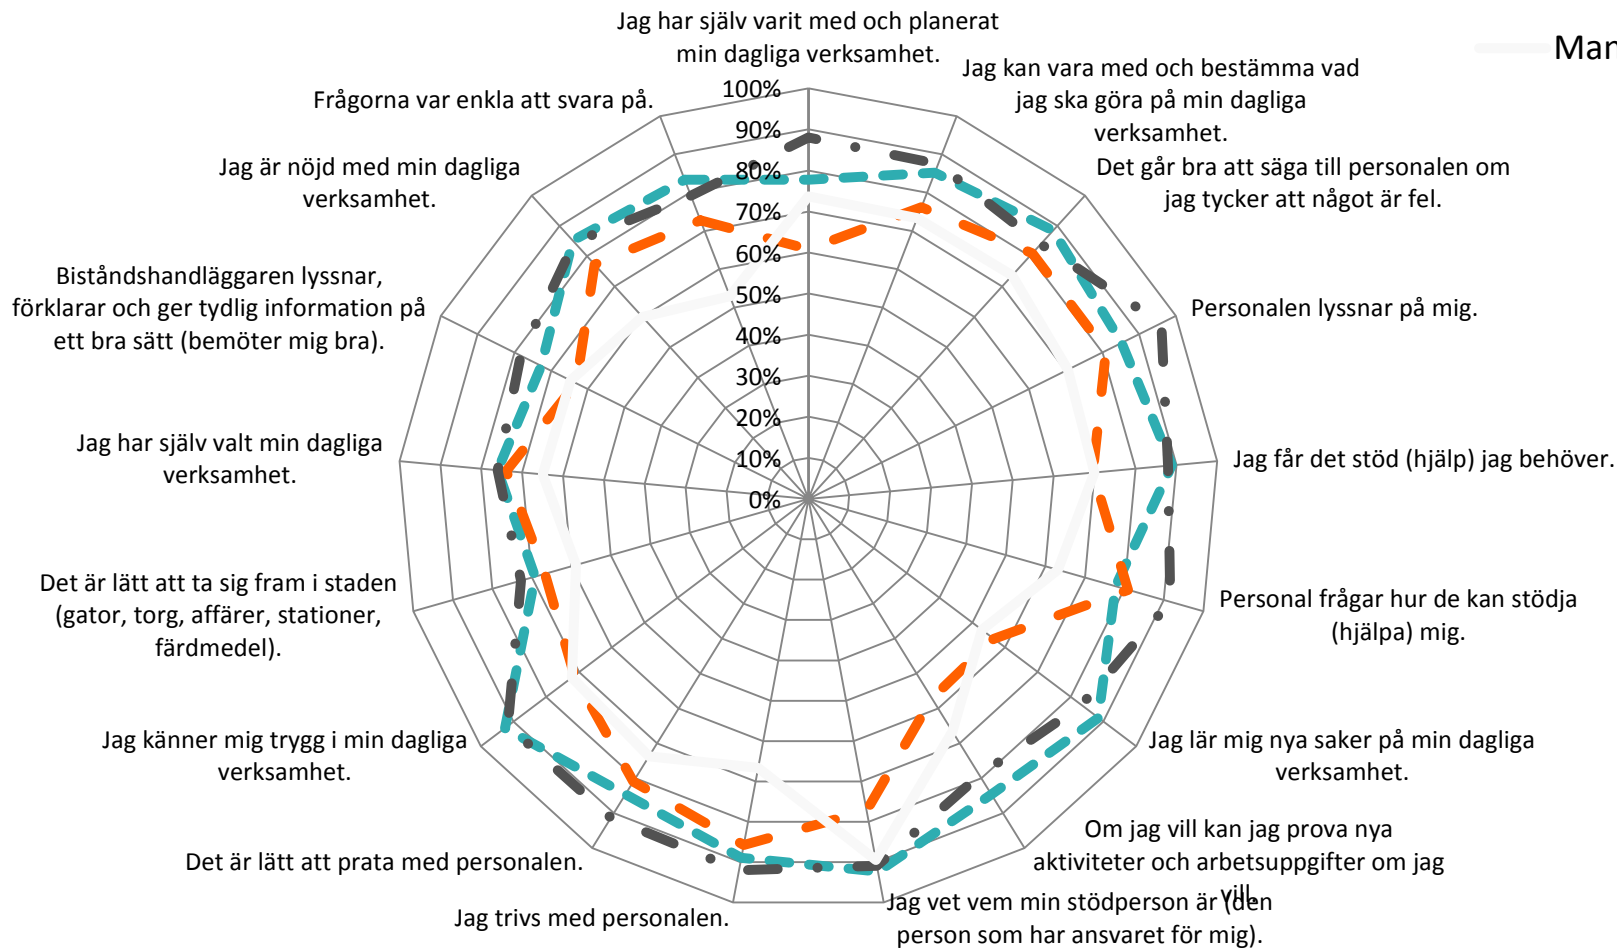 Jag har själv varit med och planerat
min dagliga verksamhet.
Man
Jag kan vara med och bestämma vad
jag ska göra på min dagliga
verksamhet.
Det går bra att säga till personalen om
jag tycker att något är fel.
Personalen lyssnar på mig.
Jag får det stöd (hjälp) jag behöver.
Personal frågar hur de kan stödja
(hjälpa) mig.
Jag lär mig nya saker på min dagliga
verksamhet.
Om jag vill kan jag prova nya
aktiviteter och arbetsuppgifter om jag
vill.
Jag vet vem min stödperson är (den
person som har ansvaret för mig).
Jag trivs med personalen.
Det är lätt att prata med personalen.
Jag känner mig trygg i min dagliga
verksamhet.
Det är lätt att ta sig fram i staden
(gator, torg, affärer, stationer,
färdmedel).
Jag har själv valt min dagliga
verksamhet.
Biståndshandläggaren lyssnar,
förklarar och ger tydlig information på
ett bra sätt (bemöter mig bra).
Jag är nöjd med min dagliga
verksamhet.
Frågorna var enkla att svara på.
100%
90%
80%
70%
60%
50%
40%
30%
20%
10%
0%